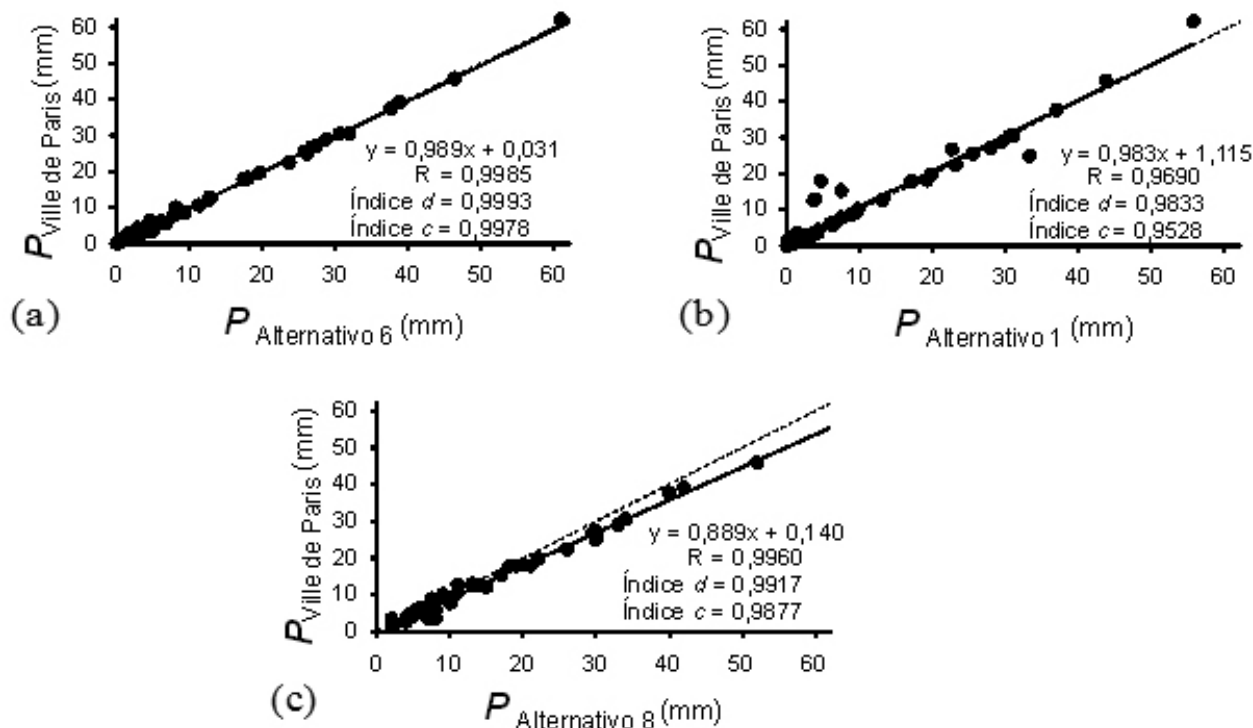 60
50
40
30
20
10
0
P Ville de Paris (mm)
y = 0,989x + 0,031
R = 0,9985
Índice d = 0,9993
Índice c = 0,9978
0 10 20 30 40 50 60
(a)
P Alternativo 6 (mm)
60
50
40
30
20
10
0
P Ville de Paris (mm)
y = 0,983x + 1,115
R = 0,9690
Índice d = 0,9833
Índice c = 0,9528
0 10 20 30 40 50 60
(b)
P Alternativo 1 (mm)
60
50
40
30
20
10
0
P Ville de Paris (mm)
y = 0,889x + 0,140
R = 0,9960
Índice d = 0,9917
Índice c = 0,9877
0 10 20 30 40 50 60
(c)
P Alternativo 8 (mm)